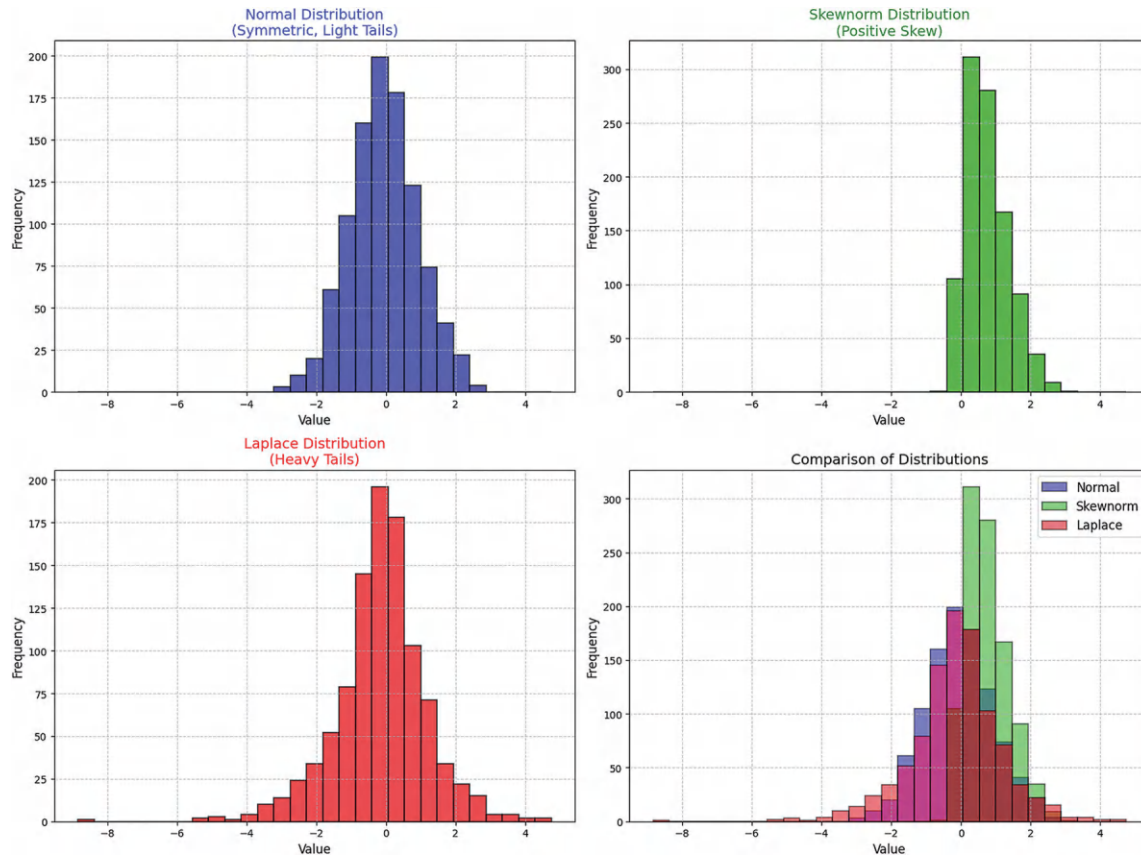 Normal Distribution
(Symmetric, Light Tails)
200
175
150
125
100
75
50
25
0
Frequency
−8 −6 −4 −2 0 2 4
Value
Skewnorm Distribution
(Positive Skew)
300
250
200
150
100
50
0
Frequency
−8 −6 −4 −2 0 2 4
Value
Laplace Distribution
(Heavy Tails)
200
175
150
125
100
75
50
25
0
Frequency
−8 −6 −4 −2 0 2 4
Value
Comparison of Distributions
Normal
Skewnorm
Laplace
300
250
200
150
100
50
0
Frequency
−8 −6 −4 −2 0 2 4
Value